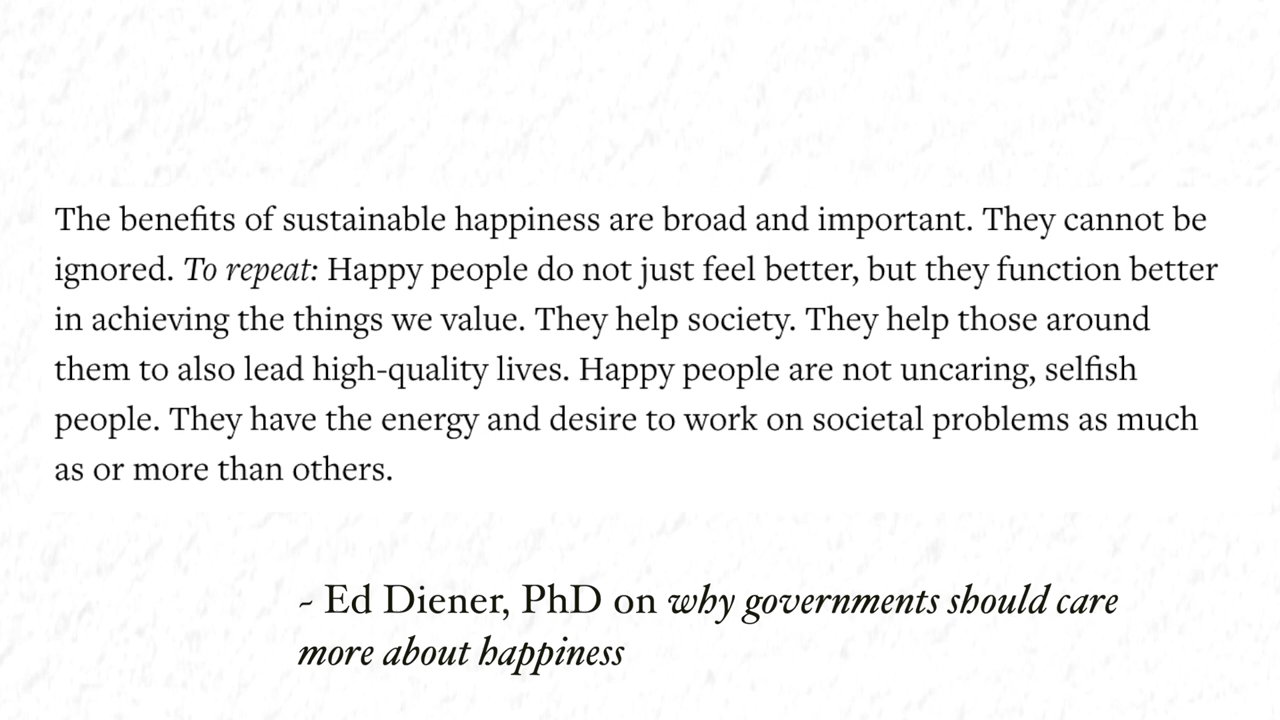 The benefits of sustainable happiness are broad and important. They cannot be
ignored. To repeat: Happy people do not just feel better, but they function better
in achieving the things we value. They help society. They help those around
them to also lead high-quality lives. Happy people are not uncaring, selfish
people. They have the energy and desire to work on societal problems as much
as or more than others.
~ Ed Diener, PhD on why governments should care
more about happiness